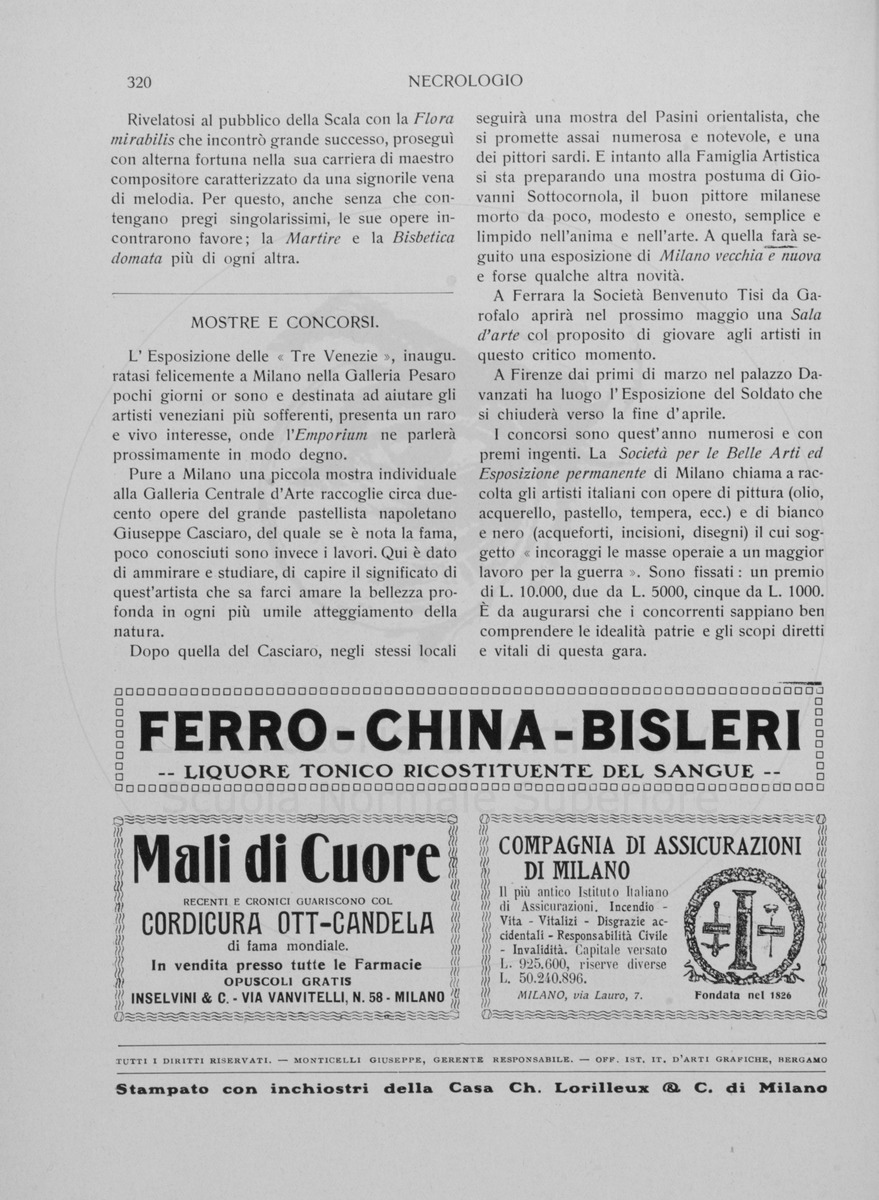 320
NECROLOGIO
Rivelatosi al pubblico della Scala con la Flora
mirabilis che incontrò grande successo, proseguì
con alterna fortuna nella sua carriera di maestro
compositore caratterizzato da una signorile vena
di melodia. Per questo, anche senza che con-
tengano pregi singolarissimi, le sue opere in-
contrarono favore; la Martire e la Bisbetica
domata più di ogni altra.
MOSTRE E CONCORSI.
L' Esposizione delle « Tre Venezie », inaugu.
ratasi felicemente a Milano nella Galleria Pesaro
pochi giorni or sono e destinata ad aiutare gli
artisti veneziani più sofferenti, presenta un raro
e vivo interesse, onde l'Emporium ne parlerà
prossimamente in modo degno.
Pure a Milano una piccola mostra individuale
alla Galleria Centrale d'Arte raccoglie circa due-
cento opere del grande pastellista napoletano
Giuseppe Casciaro, del quale se è nota la fama,
poco conosciuti sono invece i lavori. Qui è dato
di ammirare e studiare, di capire il significato di
quest'artista che sa farci amare la bellezza pro-
fonda in ogni più umile atteggiamento della
natura.
Dopo quella del Casciaro, negli stessi locali
seguirà una mostra del Pasini orientalista, che
si promette assai numerosa e notevole, e una
dei pittori sardi. E intanto alla Famiglia Artistica
si sta preparando una mostra postuma di Gio-
vanni Sottocornola, il buon pittore milanese
morto da poco, modesto e onesto, semplice e
limpido nell'anima e nell'arte. A quella farà se-
guito una esposizione di Milano vecchia e nuova
e forse qualche altra novità.
A Ferrara la Società Benvenuto Tisi da Ga-
rofalo aprirà nel prossimo maggio una Sala
d'arte col proposito di giovare agli artisti in
questo critico momento.
A Firenze dai primi di marzo nel palazzo Da-
vanzati ha luogo l'Esposizione del Soldato che
si chiuderà verso la fine d'aprile.
I concorsi sono quest'anno numerosi e con
premi ingenti. La Società per le Belle Arti ed
Esposizione permanente di Milano chiama a rac-
colta gli artisti italiani con opere di pittura (olio,
acquerello, pastello, tempera, ecc.) e di bianco
e nero (acqueforti, incisioni, disegni) il cui sog-
getto « incoraggi le masse operaie a un maggior
lavoro per la guerra ». Sono fissati : un premio
di L. 10.000, due da L. 5000, cinque da L. 1000.
È da augurarsi che i concorrenti sappiano ben
comprendere le idealità patrie e gli scopi diretti
e vitali di questa gara.
FERRO-CHINA-BISLERI
-- LIQUORE TONICO RICOSTITUENTE DEL SANGUE --
Scuola Normale Superiore
Mali di Cuore
RECENTI E CRONICI GUARISCONO COL
CORDICURA OTT-CANDELA
di fama mondiale.
In vendita presso tutte le Farmacie
OPUSCOLI GRATIS
INSELVINI & C. - VIA VANVITELLI, N. 58 - MILANO
COMPAGNIA DI ASSICURAZIONI
DI MILANO
Il più antico Istituto Italiano
di Assicurazioni. Incendio -
Vita - Vitalizi - Disgrazie ac-
cidentali - Responsabilità Civile
- Invalidità. Capitale versato
L. 925.600, riserve diverse
L. 50.240.896.
MILANO, via Lauro, 7.
Fondata nel 1826
TUTTI I DIRITTI RISERVATI. — MONTICELLI GIUSEPPE, GERENTE RESPONSABILE. — OFF. IST. IT. D'ARTI GRAFICHE, BERGAMO
Stampato con inchiostri della Casa Ch. Lorilleux & C. di Milano